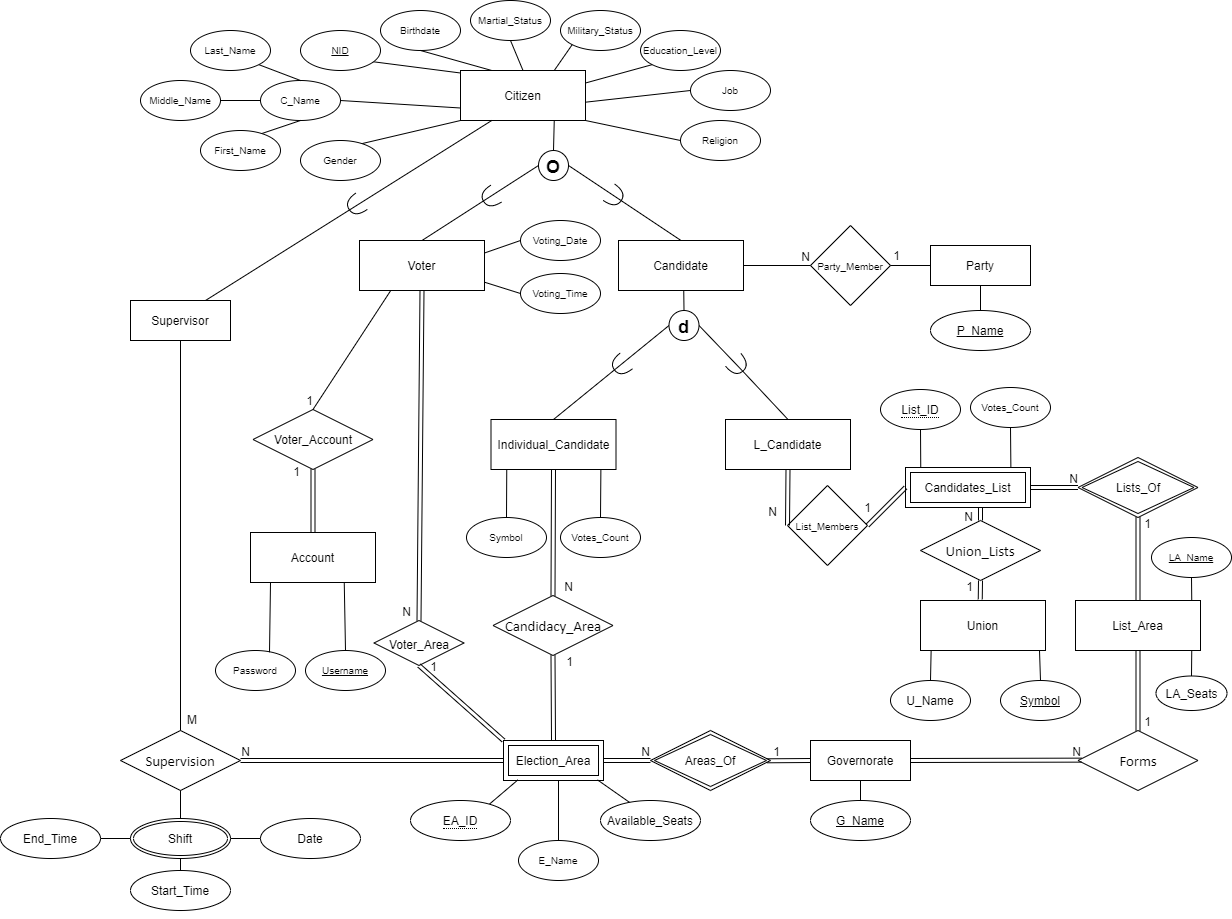 Martial_Status
Birthdate
Military_Status
Last_Name
NID
Education_Level
Middle_Name
C_Name
Citizen
Job
First_Name
Gender
Religion
O
Voter
Voting_Date
Voting_Time
Candidate
N
Party_Member
1
Party
P_Name
Supervisor
d
1
Voter_Account
1
Individual_Candidate
L_Candidate
List_ID
Votes_Count
Candidates_List
N
Lists_Of
1
Symbol
Votes_Count
N
List_Members
1
N
Union_Lists
1
LA_Name
Account
Password
Username
N
Voter_Area
1
N
Candidacy_Area
1
Union
List_Area
U_Name
Symbol
LA_Seats
M
Supervision
N
Election_Area
N
Areas_Of
1
Governorate
N
1
Forms
EA_ID
E_Name
Available_Seats
G_Name
End_Time
Shift
Date
Start_Time